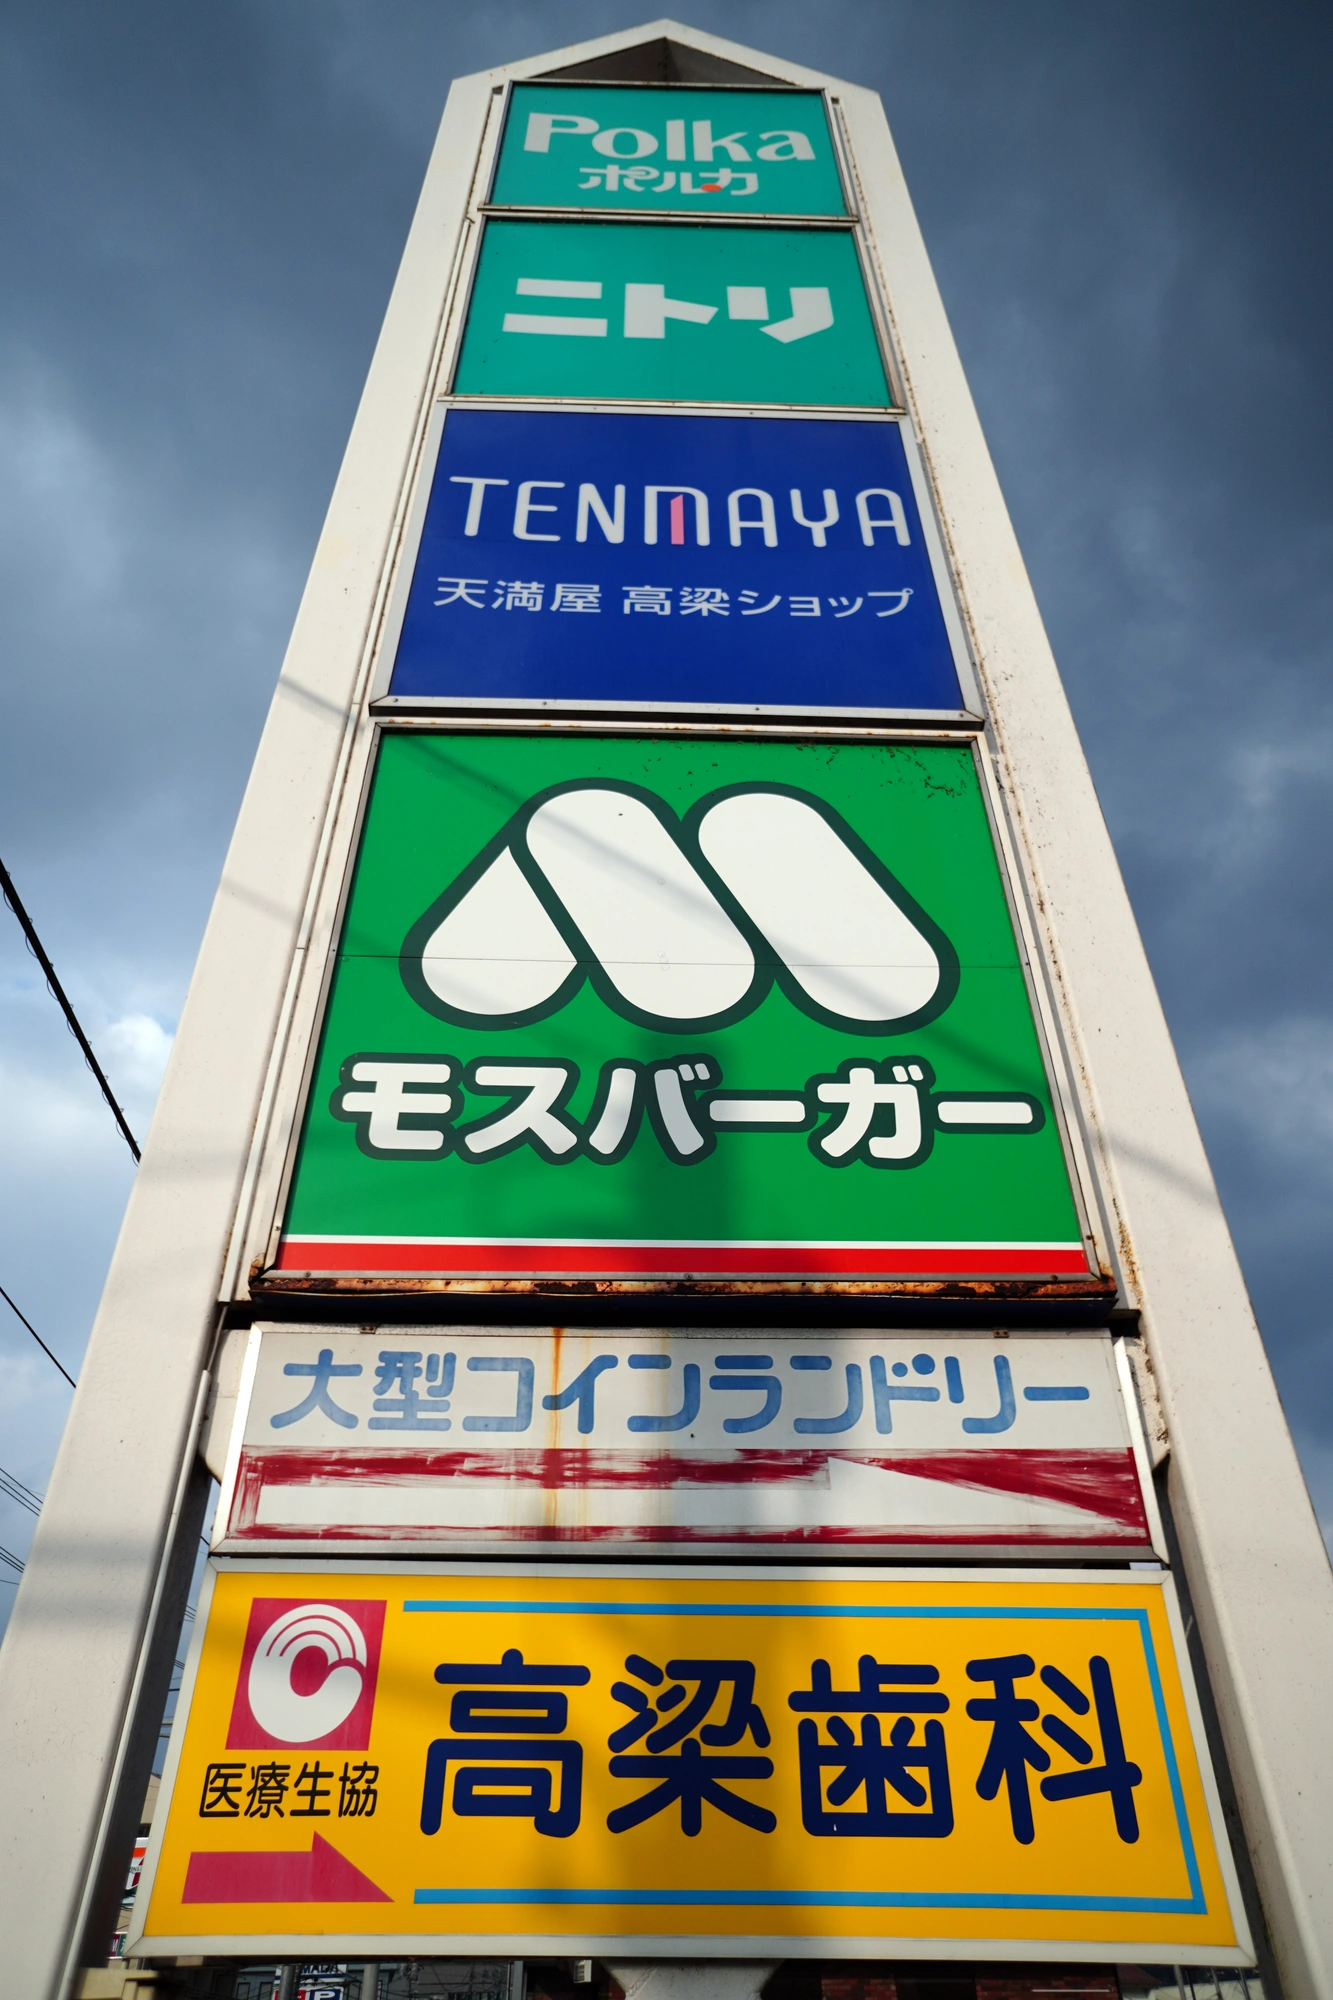 Polka
ポルカ
ニトリ
TENMAYA
天満屋 高梁ショップ
モスバーガー
大型コインランドリー
医療生協
高梁歯科